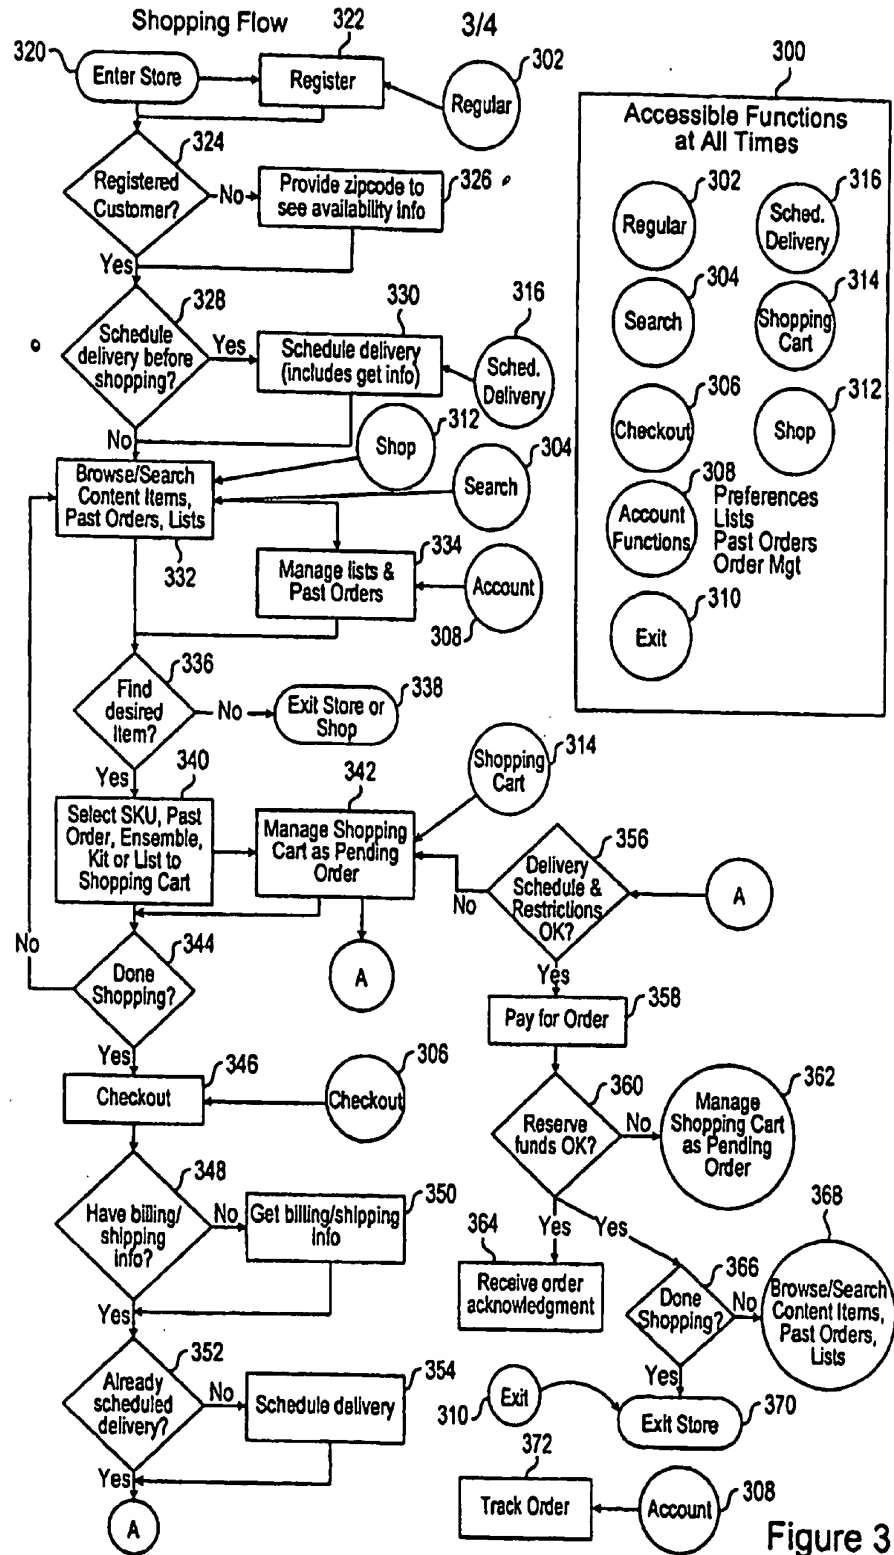 Shopping Flow
3/4
320
Enter Store
322
Register
302
Regular
324
Registered
Customer?
No
Provide zipcode to
see availability info
326
Yes
328
Schedule
delivery before
shopping?
Yes
330
Schedule delivery
(includes get info)
316
Sched.
Delivery
No
312
Shop
304
Search
Browse/Search
Content Items,
Past Orders, Lists
332
334
Manage lists &
Past Orders
Account
308
336
Find
desired
Item?
No
338
Exit Store or
Shop
Yes
340
Select SKU, Past
Order, Ensemble,
Kit or List to
Shopping Cart
342
Manage Shopping
Cart as Pending
Order
Shopping
Cart
314
A
No
344
Done
Shopping?
Yes
346
Checkout
306
Checkout
348
Have billing/
shipping
info?
No
350
Get billing/shipping
Info
Yes
352
Already
scheduled
delivery?
No
354
Schedule delivery
Yes
A
300
Accessible Functions
at All Times
302
Regular
316
Sched.
Delivery
304
Search
314
Shopping
Cart
306
Checkout
312
Shop
308
Account
Functions
Preferences
Lists
Past Orders
Order Mgt
310
Exit
356
Delivery
Schedule &
Restrictions
OK?
No
A
Yes
358
Pay for Order
360
Reserve
funds OK?
No
362
Manage
Shopping Cart
as Pending
Order
Yes
Yes
364
Receive order
acknowledgment
366
Done
Shopping?
No
368
Browse/Search
Content Items,
Past Orders,
Lists
Yes
310
Exit
Exit Store
370
372
Track Order
Account
308
Figure 3